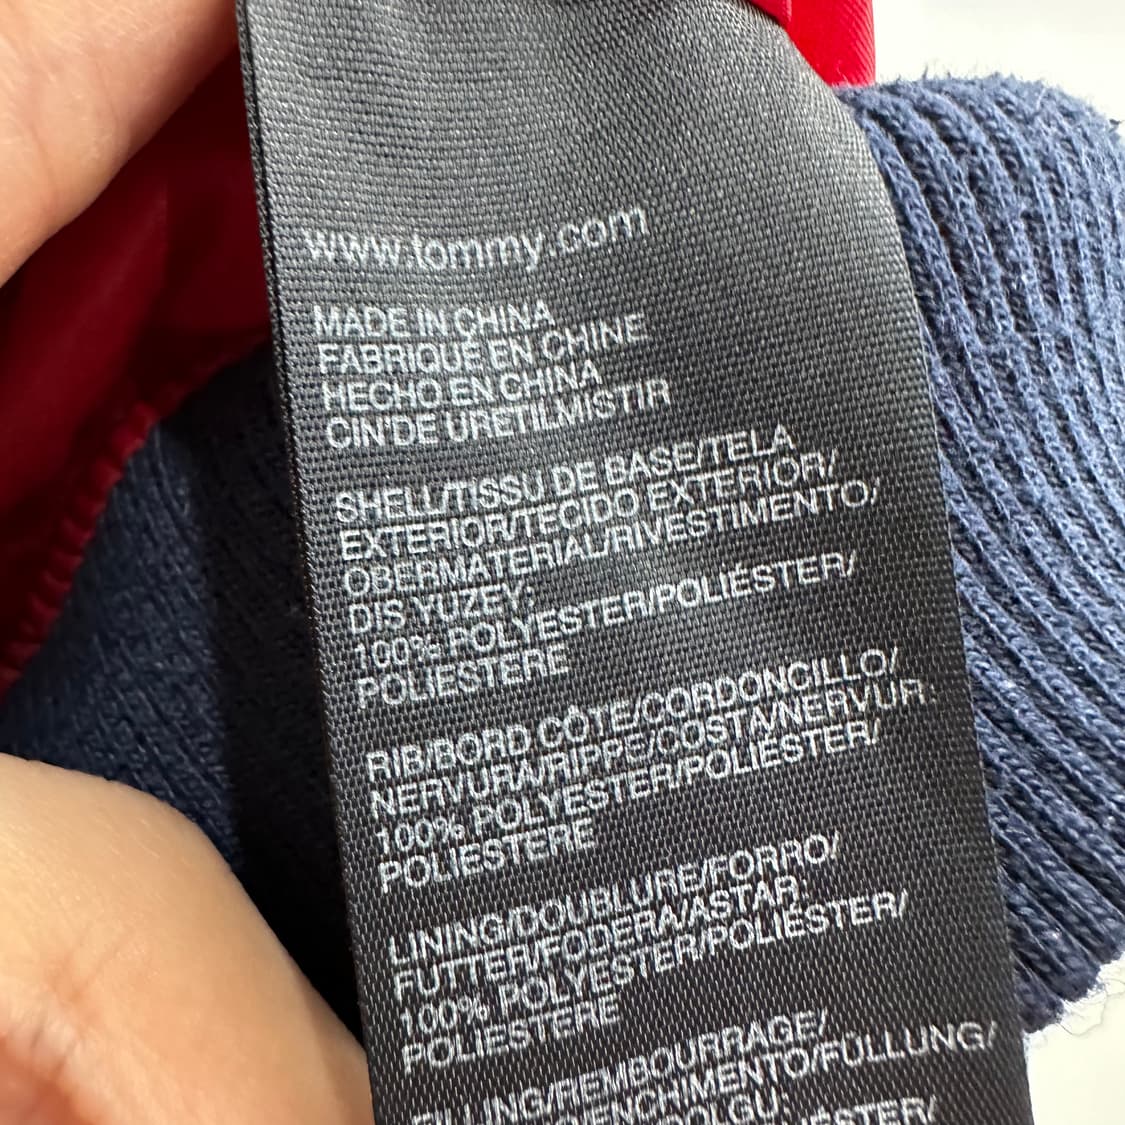 www.tommy.com
MADE IN CHINA
FABRIQUÉ EN CHINE
HECHO EN CHINA
CIN'DE URETILMISTIR
SHELL/TISSU DE BASE/TELA
EXTERIOR/TECIDO EXTERIOR/
OBERMATERIAL/RIVESTIMENTO/
DIS YUZEY:
100% POLYESTER/POLIÉSTER/
POLIESTERE
RIB/BORD CÔTE/CORDONCILLO/
NERVURA/RIPPE/COSTA/NERVUR:
100% POLYESTER/POLIÉSTER/
POLIESTERE
LINING/DOUBLURE/FORRO/
FUTTER/FODERA/ASTAR:
100% POLYESTER/POLIÉSTER/
POLIESTERE
FILLING/REMBOURRAGE/
ENCHIMENTO/FÜLLUNG/
DOLGU: